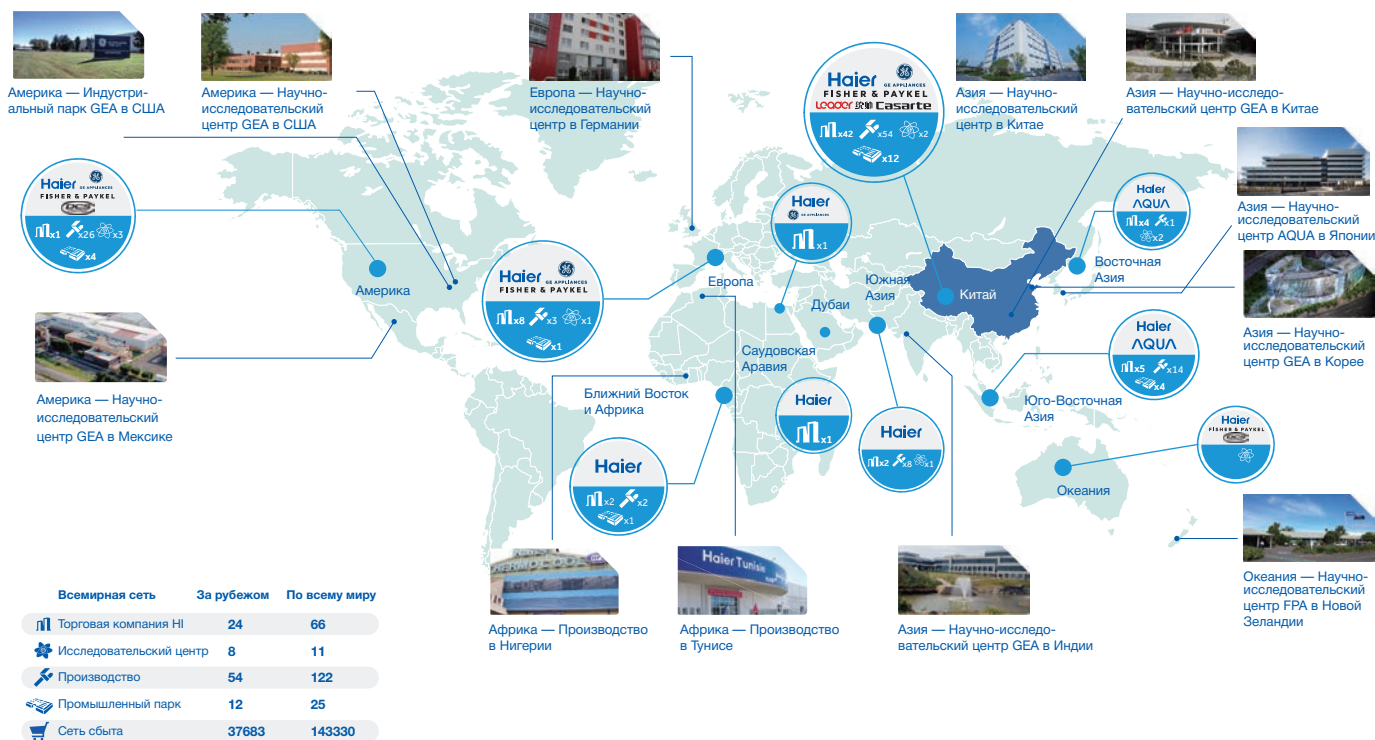 Америка — Индустри-
альный парк GEA в США
Америка — Научно-
исследовательский
центр GEA в США
Европа — Научно-
исследовательский
центр в Германии
Haier GE APPLIANCES
FISHER & PAYKEL
Leader Casarte
x42 x54 x2
x12
Азия — Научно-
исследовательский
центр в Китае
Азия — Научно-исследо-
вательский центр GEA в Китае
Haier GE APPLIANCES
FISHER & PAYKEL
x1 x26 x3
x4
Haier
GE APPLIANCES
x1
Haier
AQUA
x4 x1
x2
Азия — Научно-
исследовательский
центр AQUA в Японии
Haier GE APPLIANCES
FISHER & PAYKEL
x8 x3 x1
x1
Америка
Европа
Дубаи
Южная
Азия
Китай
Восточная
Азия
Азия — Научно-
исследовательский
центр GEA в Корее
Америка — Научно-
исследовательский
центр GEA в Мексике
Саудовская
Аравия
Ближний Восток
и Африка
Haier
AQUA
x5 x14
x4
Юго-Восточная
Азия
Haier
x1
Haier
x2 x8 x1
Haier
FISHER & PAYKEL
Haier
x2 x2
x1
Океания
THERMOCOOL
Haier Tunisie
Африка — Производство
в Нигерии
Африка — Производство
в Тунисе
Азия — Научно-исследо-
вательский центр GEA в Индии
Океания — Научно-
исследовательский
центр FPA в Новой
Зеландии
Всемирная сеть За рубежом По всему миру
Торговая компания HI 24 66
Исследовательский центр 8 11
Производство 54 122
Промышленный парк 12 25
Сеть сбыта 37683 143330